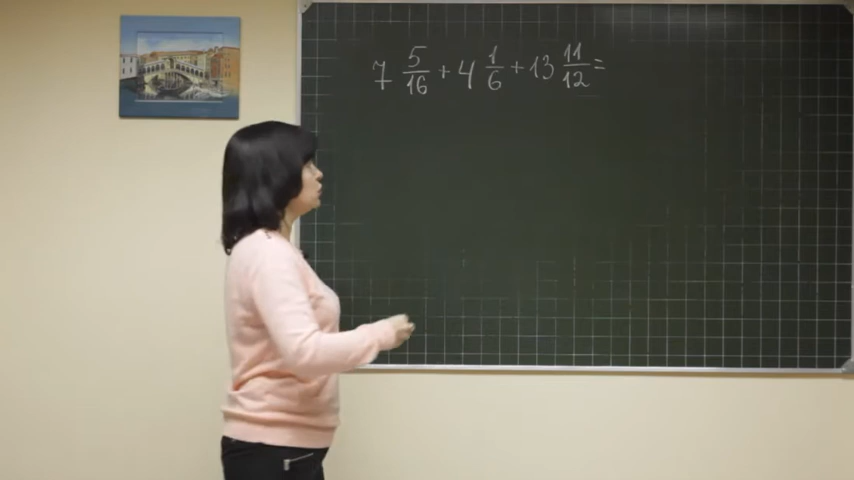 7 5/16 + 4 1/6 + 13 11/12 =